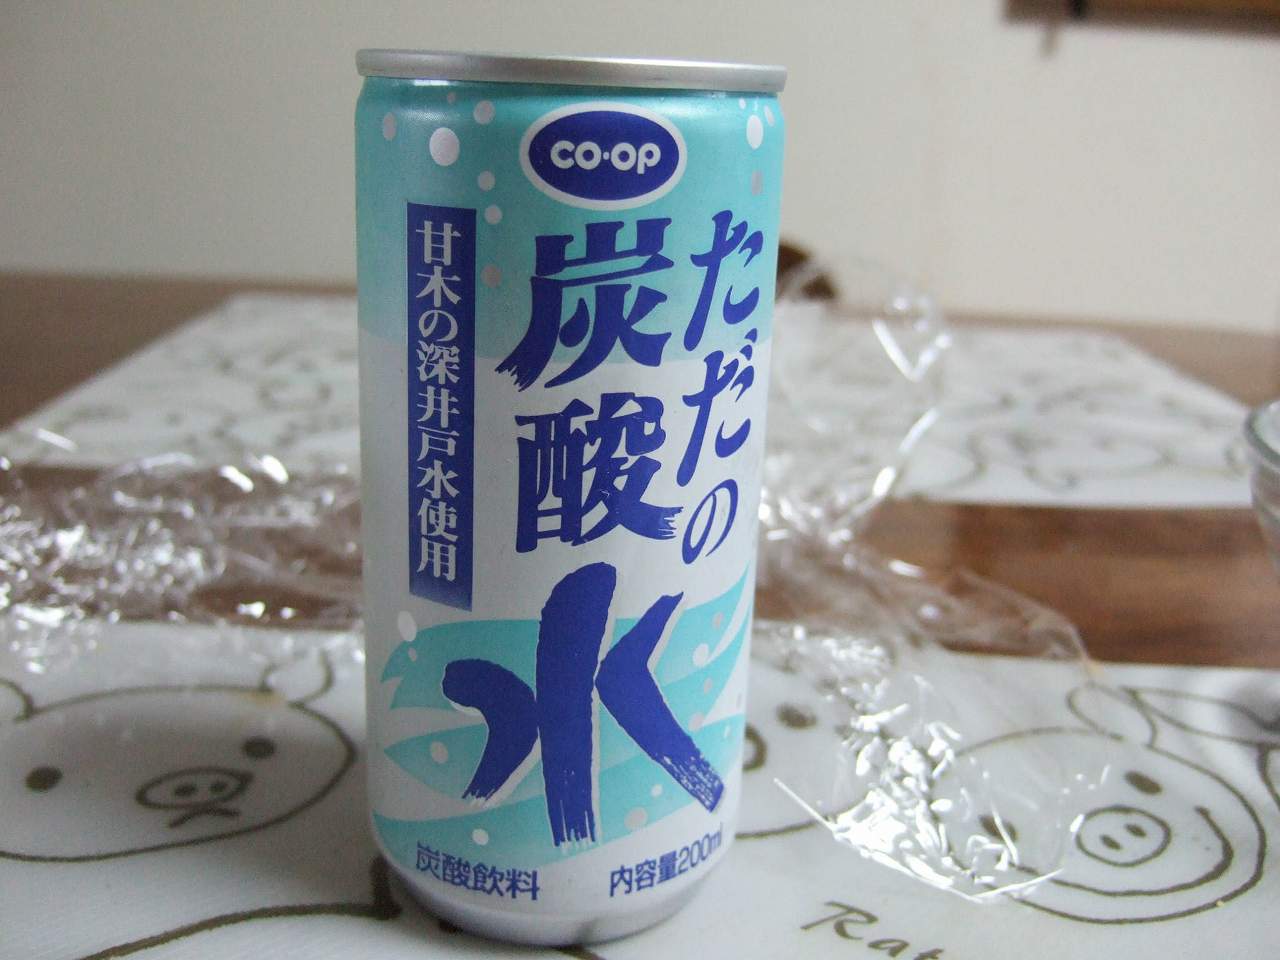 CO·OP
ただの
炭酸
水
甘木の深井戸水使用
炭酸飲料
内容量200ml